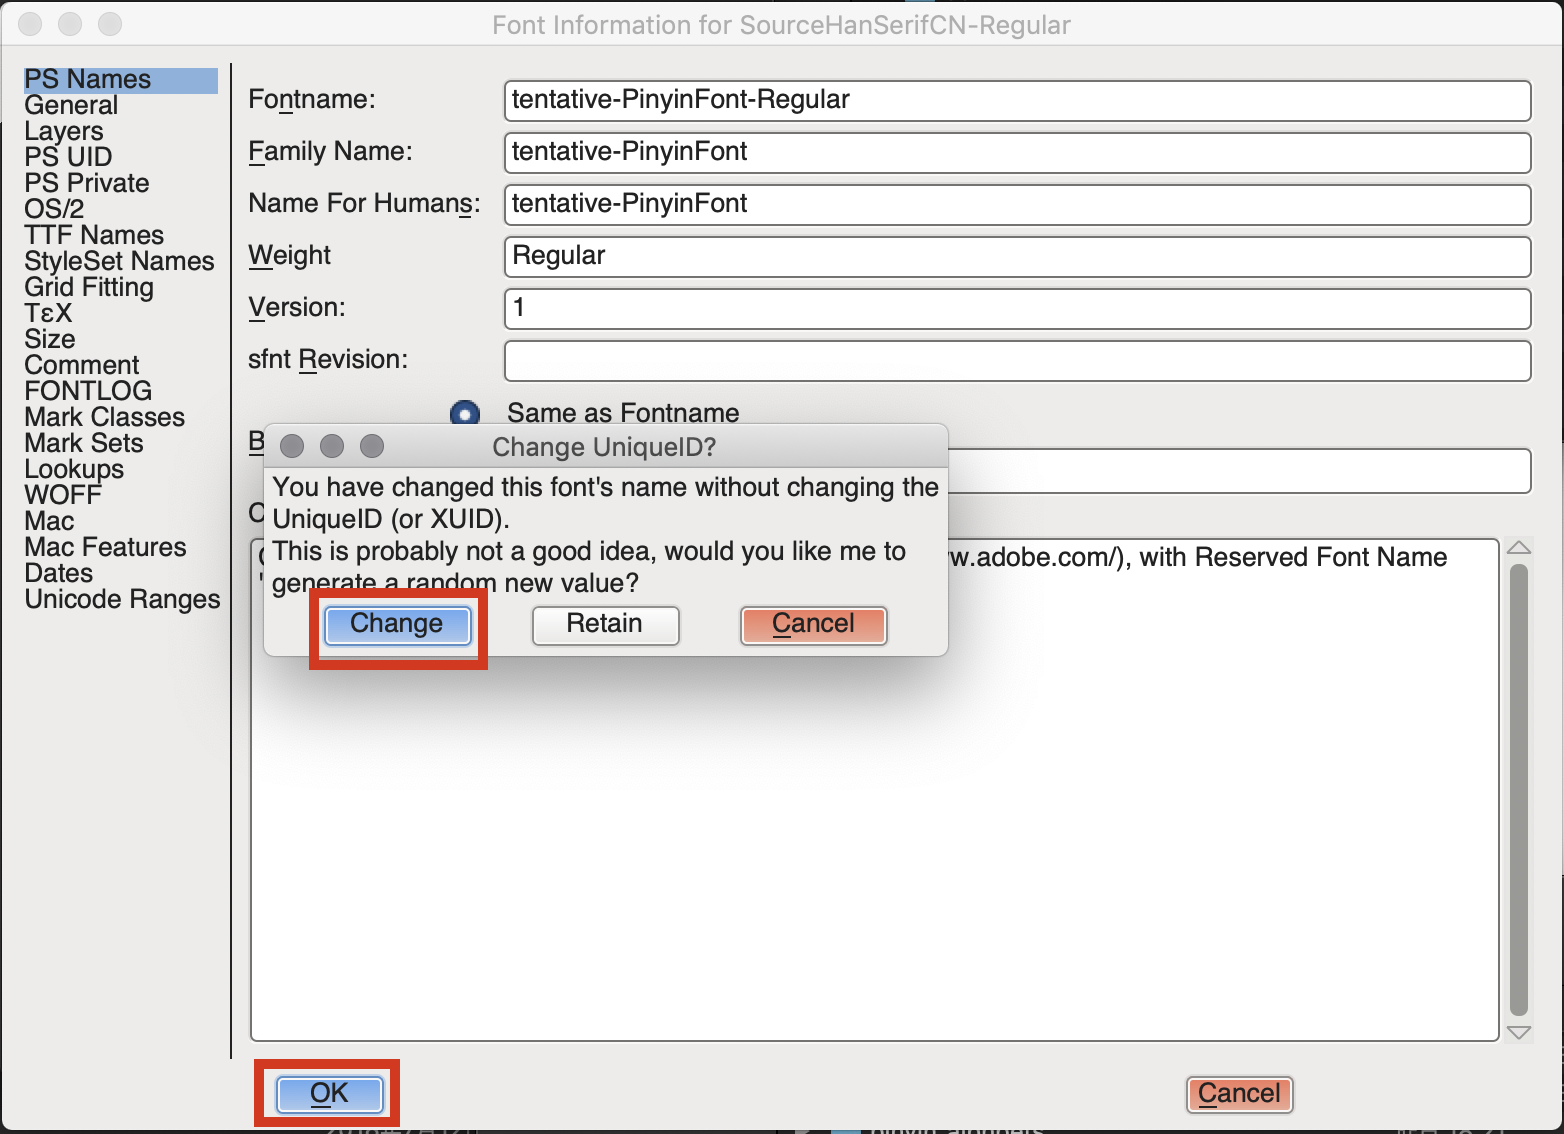 Font Information for SourceHanSerifCN-Regular
PS Names
General
Layers
PS UID
PS Private
OS/2
TTF Names
StyleSet Names
Grid Fitting
TεX
Size
Comment
FONTLOG
Mark Classes
Mark Sets
Lookups
WOFF
Mac
Mac Features
Dates
Unicode Ranges
Fontname: tentative-PinyinFont-Regular
Family Name: tentative-PinyinFont
Name For Humans: tentative-PinyinFont
Weight Regular
Version: 1
sfnt Revision:
Same as Fontname
Change UniqueID?
You have changed this font's name without changing the
UniqueID (or XUID).
This is probably not a good idea, would you like me to
generate a random new value?
Change Retain Cancel
w.adobe.com/), with Reserved Font Name
OK Cancel